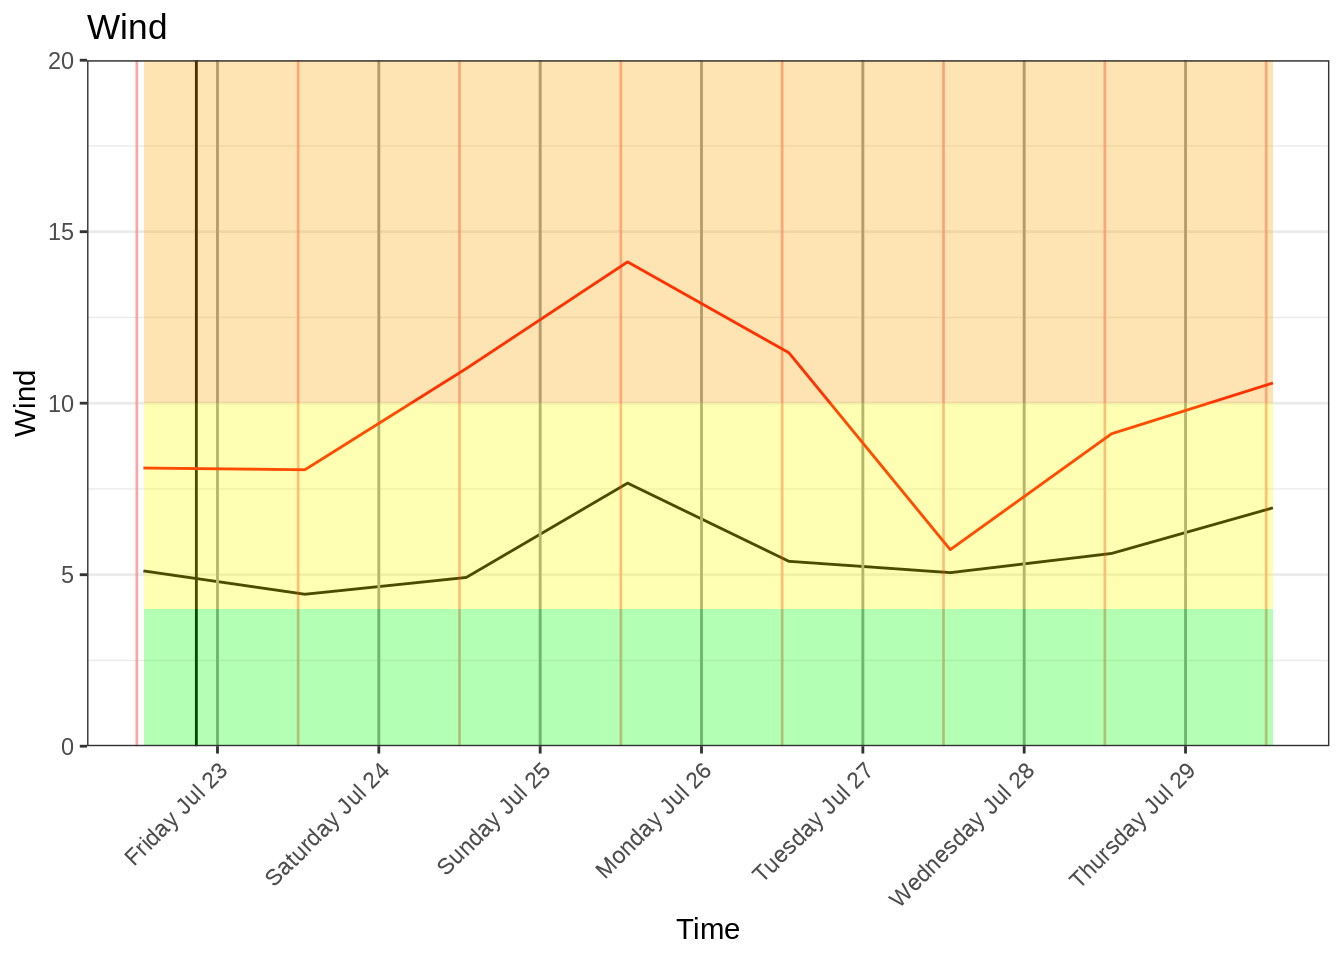 Wind
20
15
10
5
0
Wind
Friday Jul 23
Saturday Jul 24
Sunday Jul 25
Monday Jul 26
Tuesday Jul 27
Wednesday Jul 28
Thursday Jul 29
Time